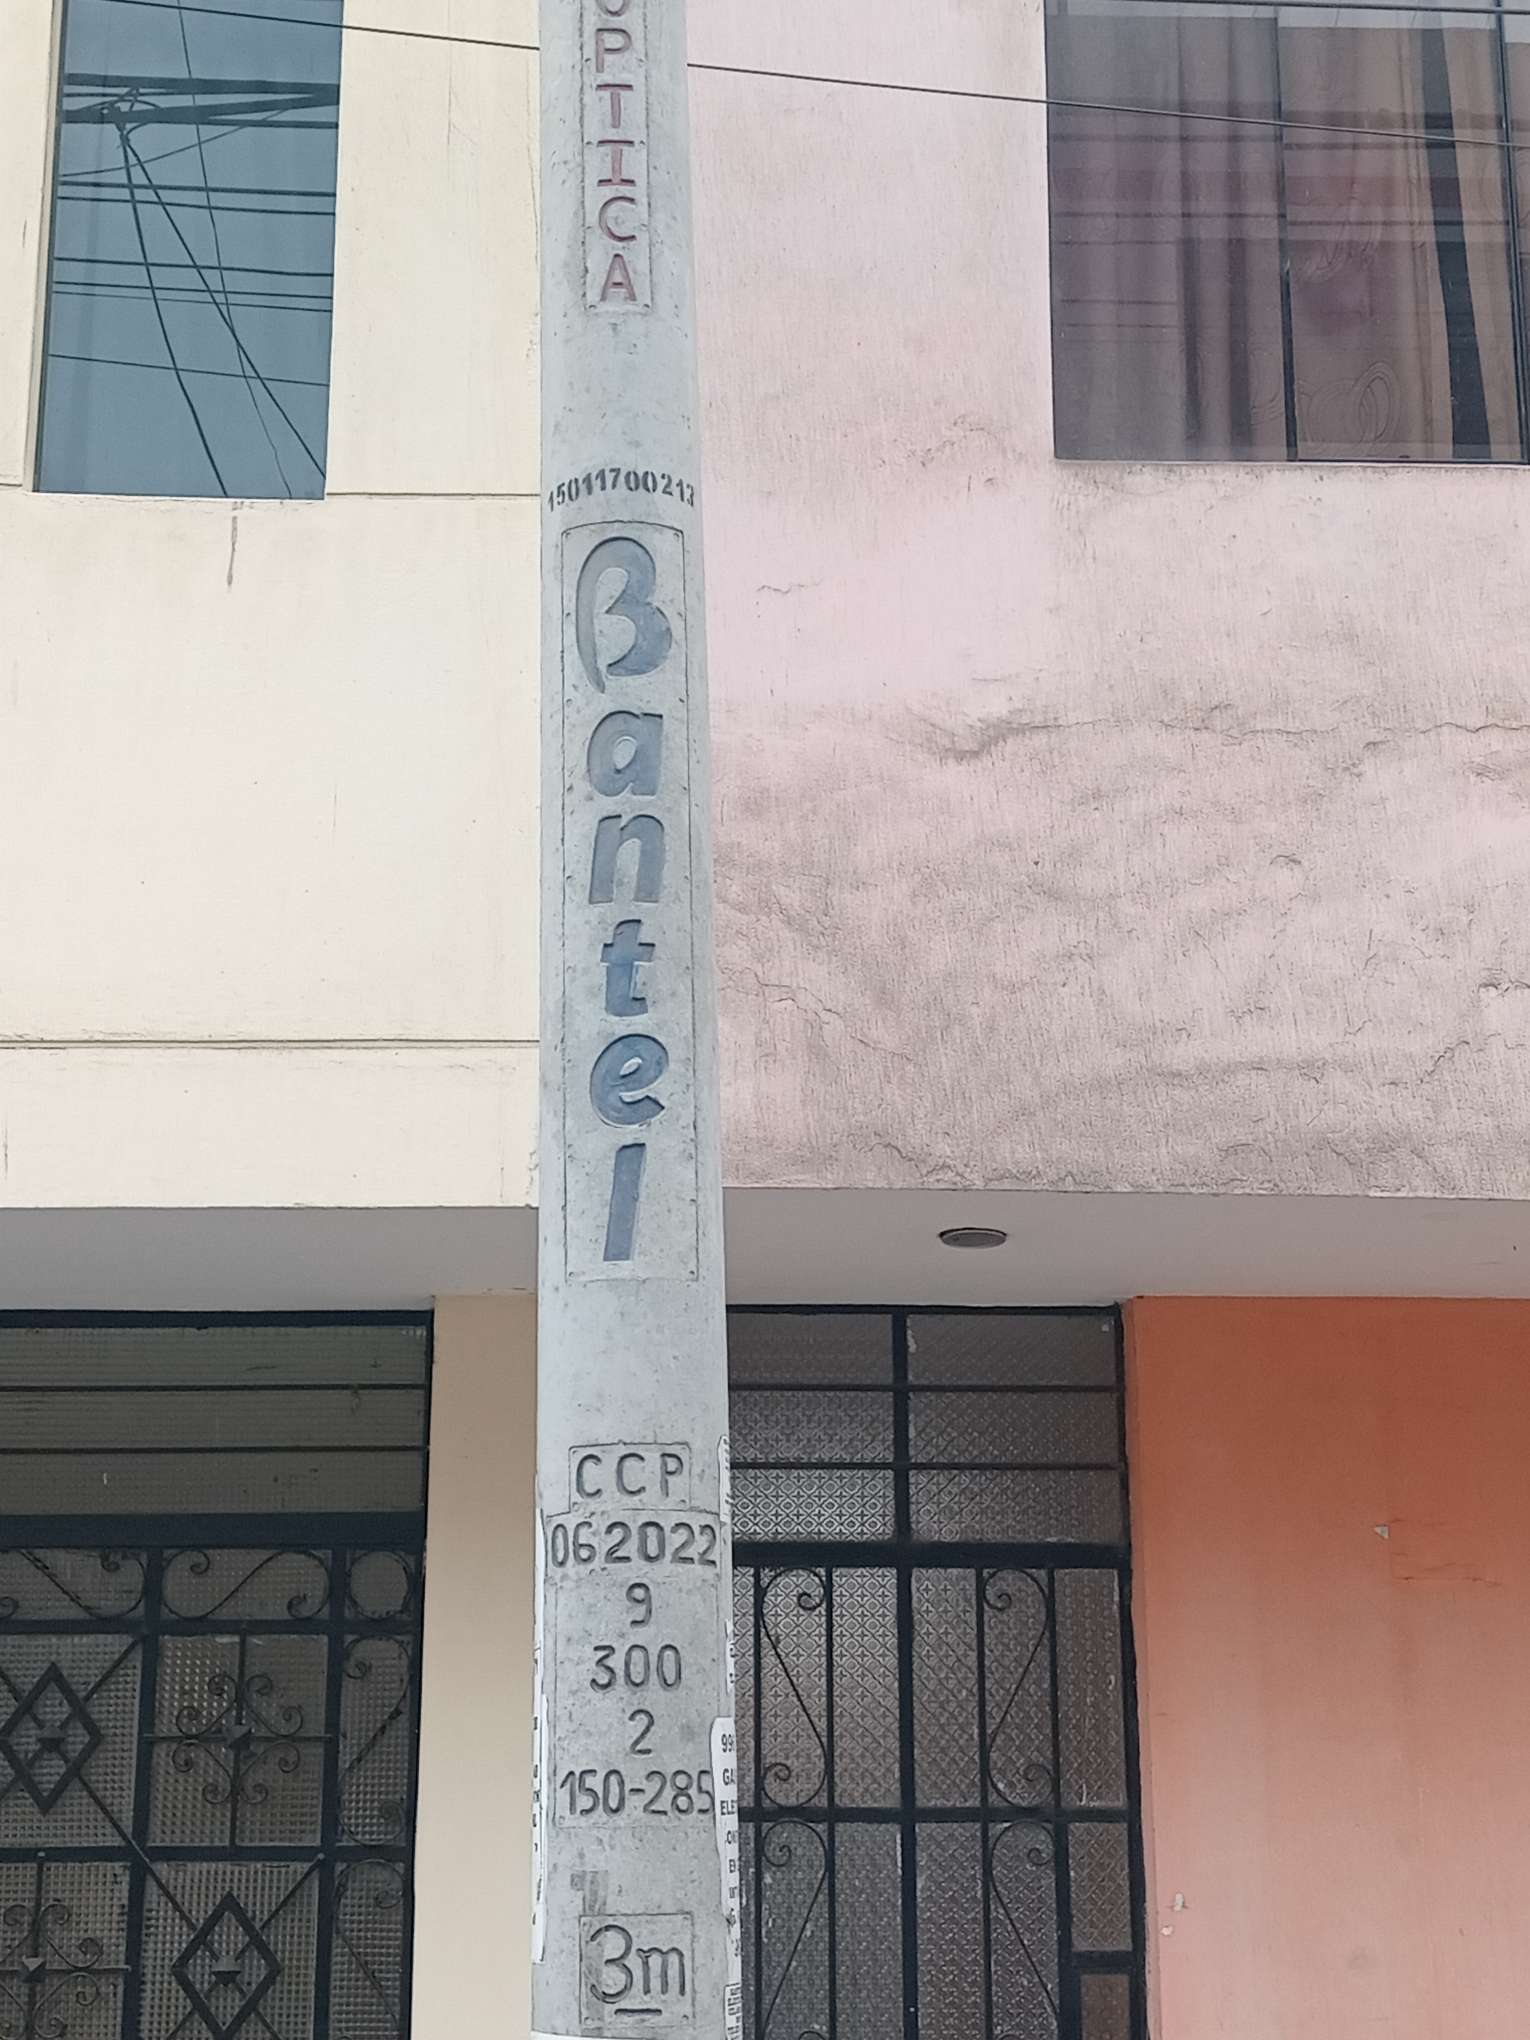 OPTICA
15011700213
Bantel
CCP
062022
9
300
2
150-285
3m